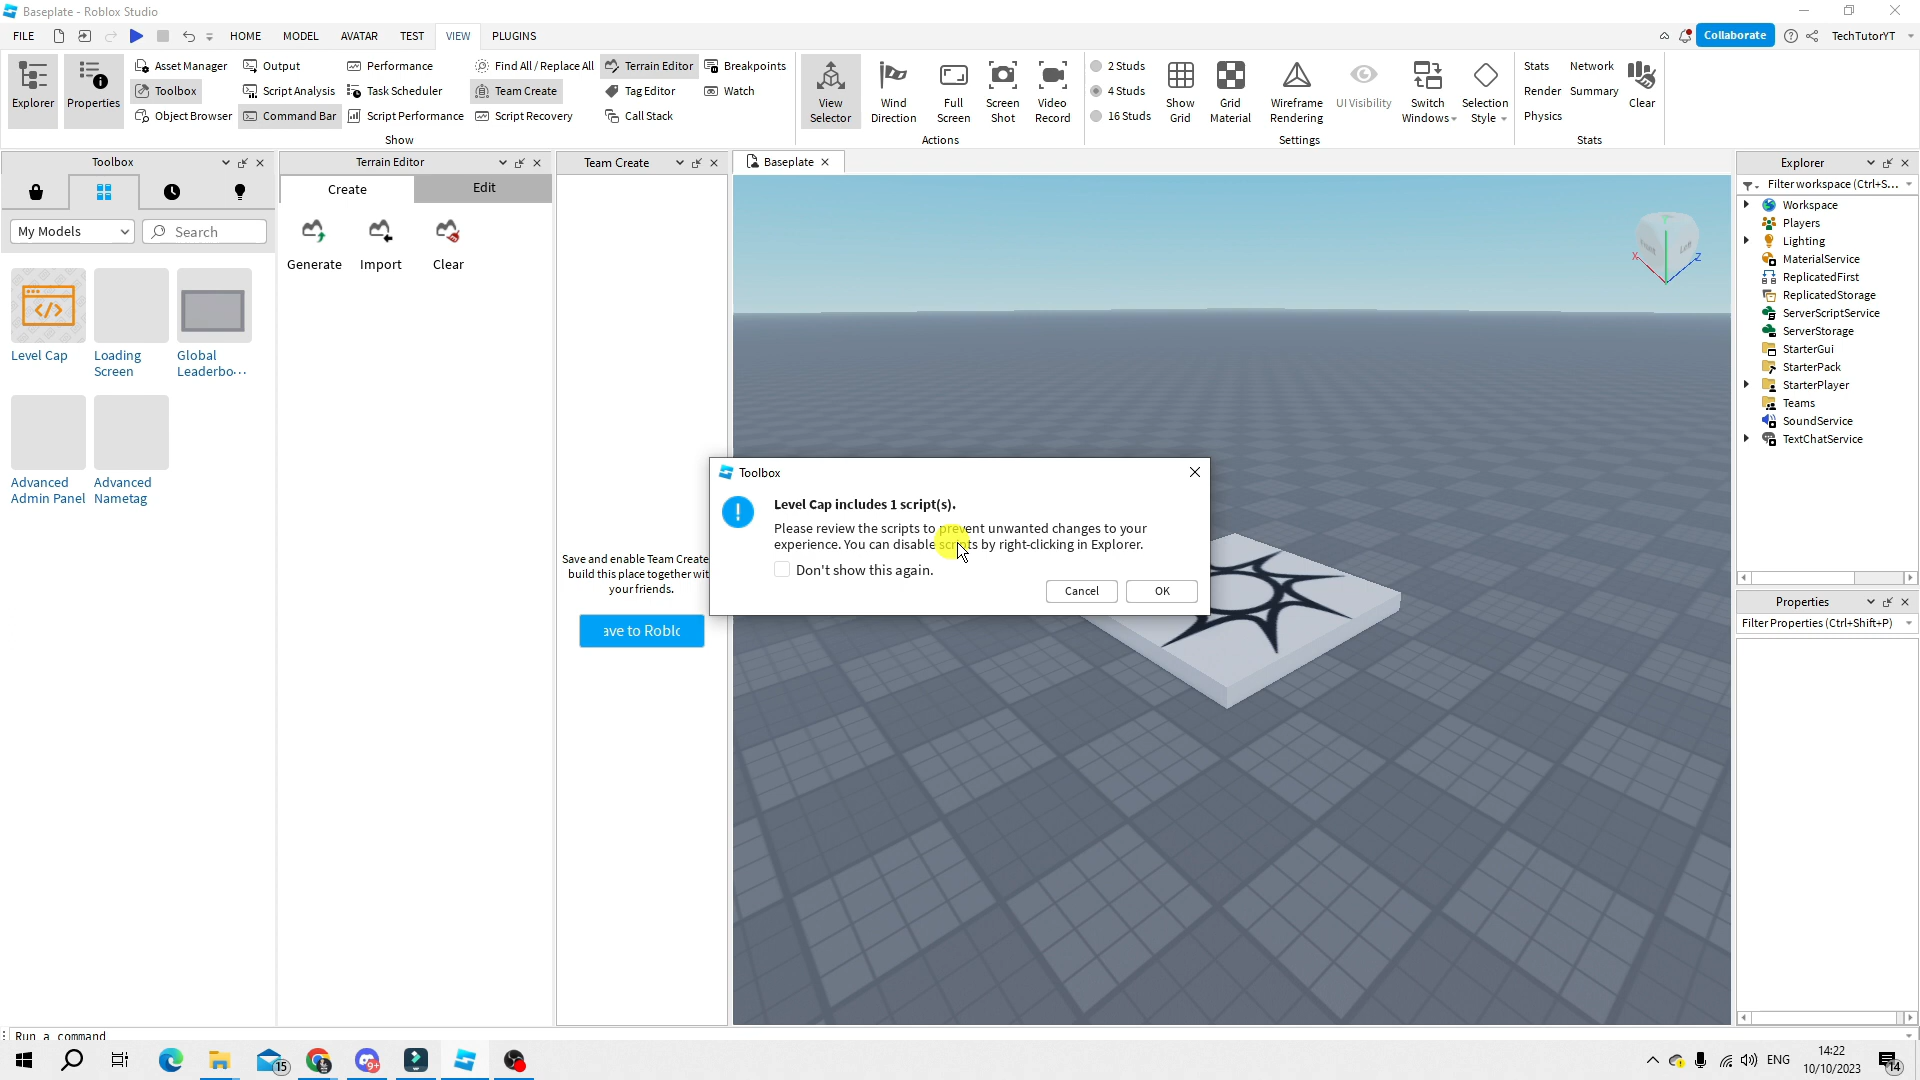 Baseplate - Roblox Studio
FILE HOME MODEL AVATAR TEST VIEW PLUGINS Collaborate TechTutorYT
Explorer
Properties
Asset Manager
Toolbox
Object Browser
Output
Script Analysis
Command Bar
Performance
Task Scheduler
Script Performance
Find All / Replace All
Team Create
Script Recovery
Terrain Editor
Tag Editor
Call Stack
Breakpoints
Watch
Show
View
Selector
Wind
Direction
Full
Screen
Screen
Shot
Video
Record
Actions
2 Studs
4 Studs
16 Studs
Show
Grid
Grid
Material
Wireframe
Rendering
UI Visibility
Switch
Windows
Selection
Style
Settings
Stats
Render
Physics
Network
Summary
Clear
Stats
Toolbox
My Models
Search
Level Cap
Loading
Screen
Global
Leaderbo...
Advanced
Admin Panel
Advanced
Nametag
Terrain Editor
Create
Edit
Generate
Import
Clear
Team Create
Save and enable Team Create
build this place together wit
your friends.
ave to Roblo
Baseplate
Toolbox
Level Cap includes 1 script(s).
Please review the scripts to prevent unwanted changes to your
experience. You can disable scripts by right-clicking in Explorer.
Don't show this again.
Cancel
OK
Explorer
Filter workspace (Ctrl+S...
Workspace
Players
Lighting
MaterialService
ReplicatedFirst
ReplicatedStorage
ServerScriptService
ServerStorage
StarterGui
StarterPack
StarterPlayer
Teams
SoundService
TextChatService
Properties
Filter Properties (Ctrl+Shift+P)
Run a command
15
9+
ENG
14:22
10/10/2023
14